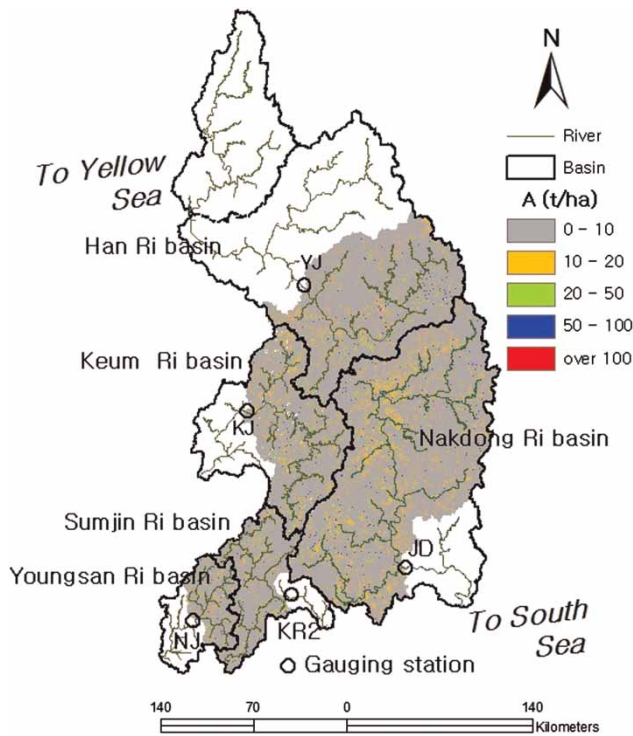 N
River
Basin
A (t/ha)
0 - 10
10 - 20
20 - 50
50 - 100
over 100
To Yellow
Sea
Han Ri basin
YJ
Keum Ri basin
KJ
Nakdong Ri basin
Sumjin Ri basin
JD
Youngsan Ri basin
KR2
NJ
To South
Sea
Gauging station
140 70 0 140
Kilometers